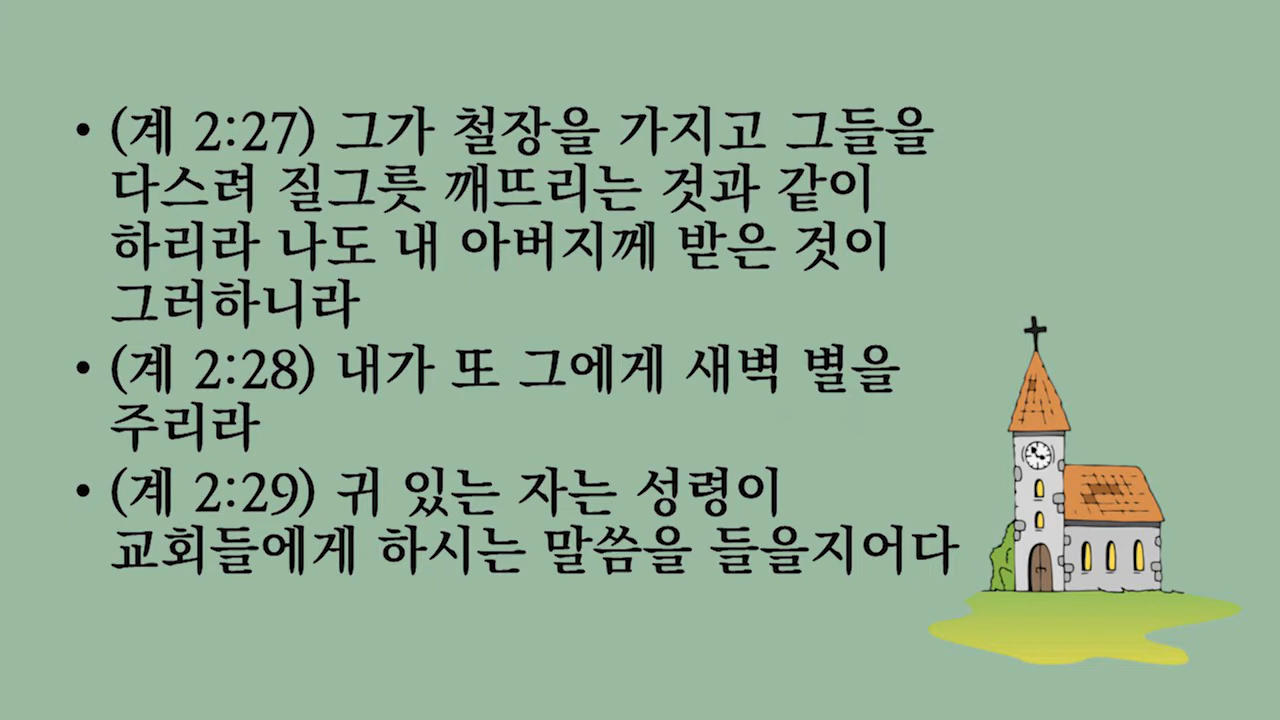 • (계 2:27) 그가 철장을 가지고 그들을
다스려 질그릇 깨뜨리는 것과 같이
하리라 나도 내 아버지께 받은 것이
그러하니라
• (계 2:28) 내가 또 그에게 새벽 별을
주리라
• (계 2:29) 귀 있는 자는 성령이
교회들에게 하시는 말씀을 들을지어다